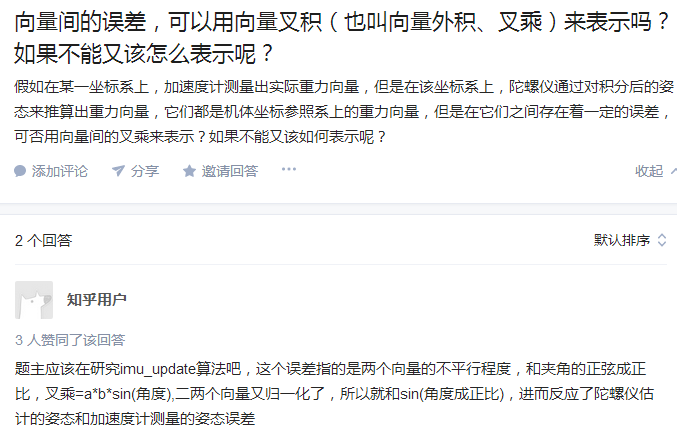 向量间的误差，可以用向量叉积（也叫向量外积、叉乘）来表示吗？
如果不能又该怎么表示呢？
假如在某一坐标系上，加速度计测量出实际重力向量，但是在该坐标系上，陀螺仪通过对积分后的姿
态来推算出重力向量，它们都是机体坐标参照系上的重力向量，但是在它们之间存在着一定的误差，
可否用向量间的叉乘来表示？如果不能又该如何表示呢？
添加评论 分享 邀请回答 ··· 收起
2 个回答 默认排序
知乎用户
3 人赞同了该回答
题主应该在研究imu_update算法吧，这个误差指的是两个向量的不平行程度，和夹角的正弦成正
比，叉乘=a*b*sin(角度),二两个向量又归一化了，所以就和sin(角度成正比)，进而反应了陀螺仪估
计的姿态和加速度计测量的姿态误差